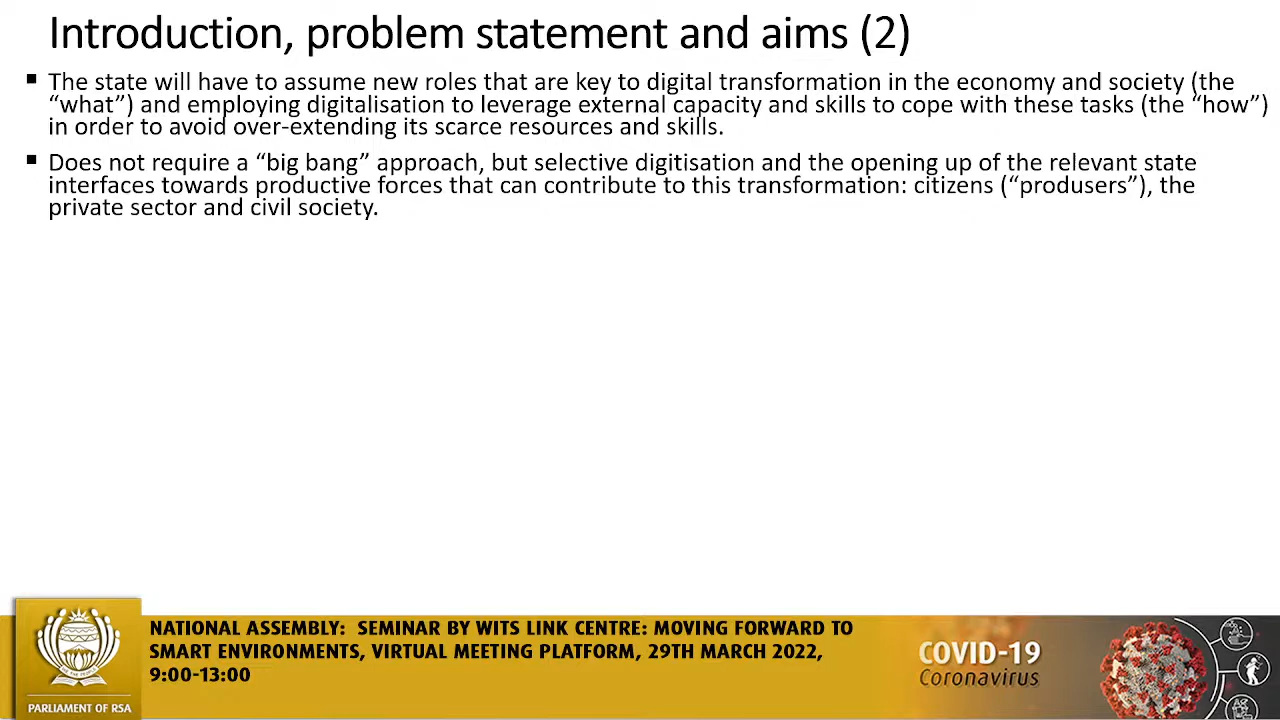 Introduction, problem statement and aims (2)
▪ The state will have to assume new roles that are key to digital transformation in the economy and society (the
“what”) and employing digitalisation to leverage external capacity and skills to cope with these tasks (the “how”)
in order to avoid over-extending its scarce resources and skills.
▪ Does not require a “big bang” approach, but selective digitisation and the opening up of the relevant state
interfaces towards productive forces that can contribute to this transformation: citizens (“produsers”), the
private sector and civil society.
NATIONAL ASSEMBLY: SEMINAR BY WITS LINK CENTRE: MOVING FORWARD TO
SMART ENVIRONMENTS, VIRTUAL MEETING PLATFORM, 29TH MARCH 2022,
9:00-13:00
PARLIAMENT OF RSA
COVID-19
Coronavirus